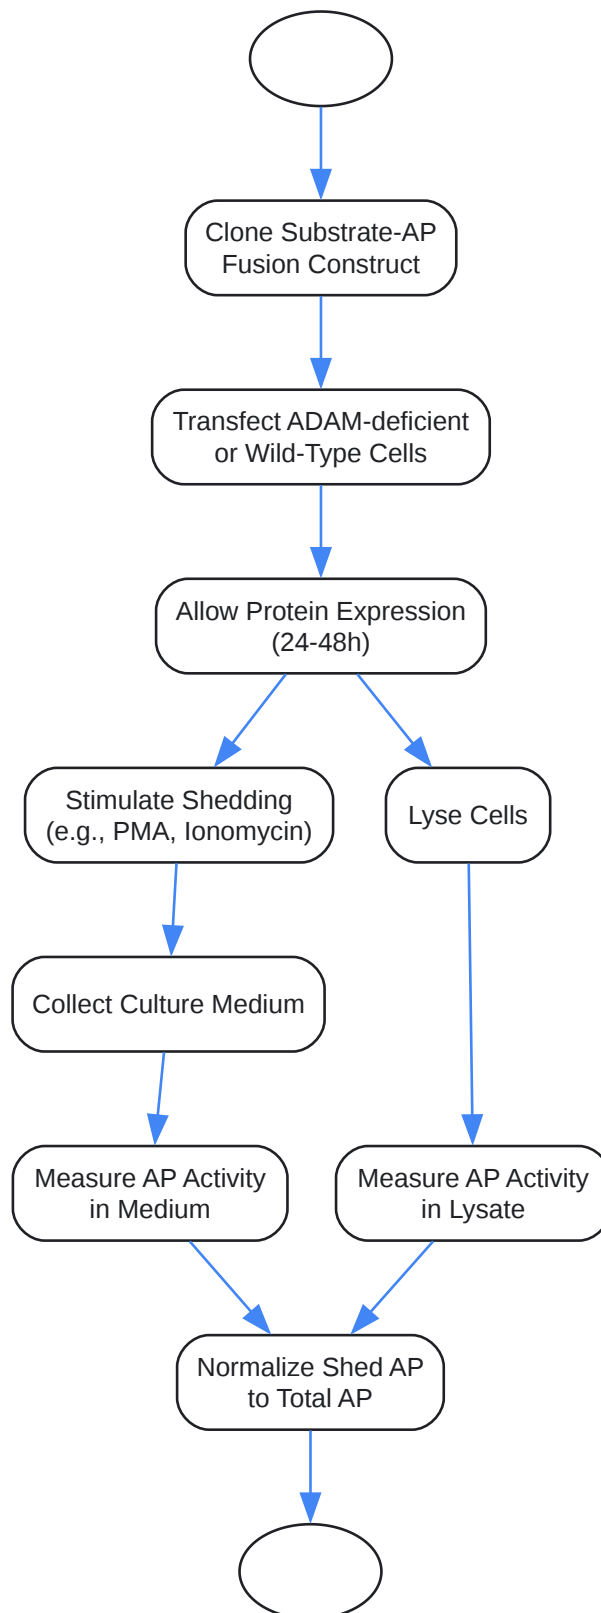 Clone Substrate-AP
Fusion Construct
Transfect ADAM-deficient
or Wild-Type Cells
Allow Protein Expression
(24-48h)
Stimulate Shedding
(e.g., PMA, Ionomycin)
Lyse Cells
Collect Culture Medium
Measure AP Activity
in Medium
Measure AP Activity
in Lysate
Normalize Shed AP
to Total AP